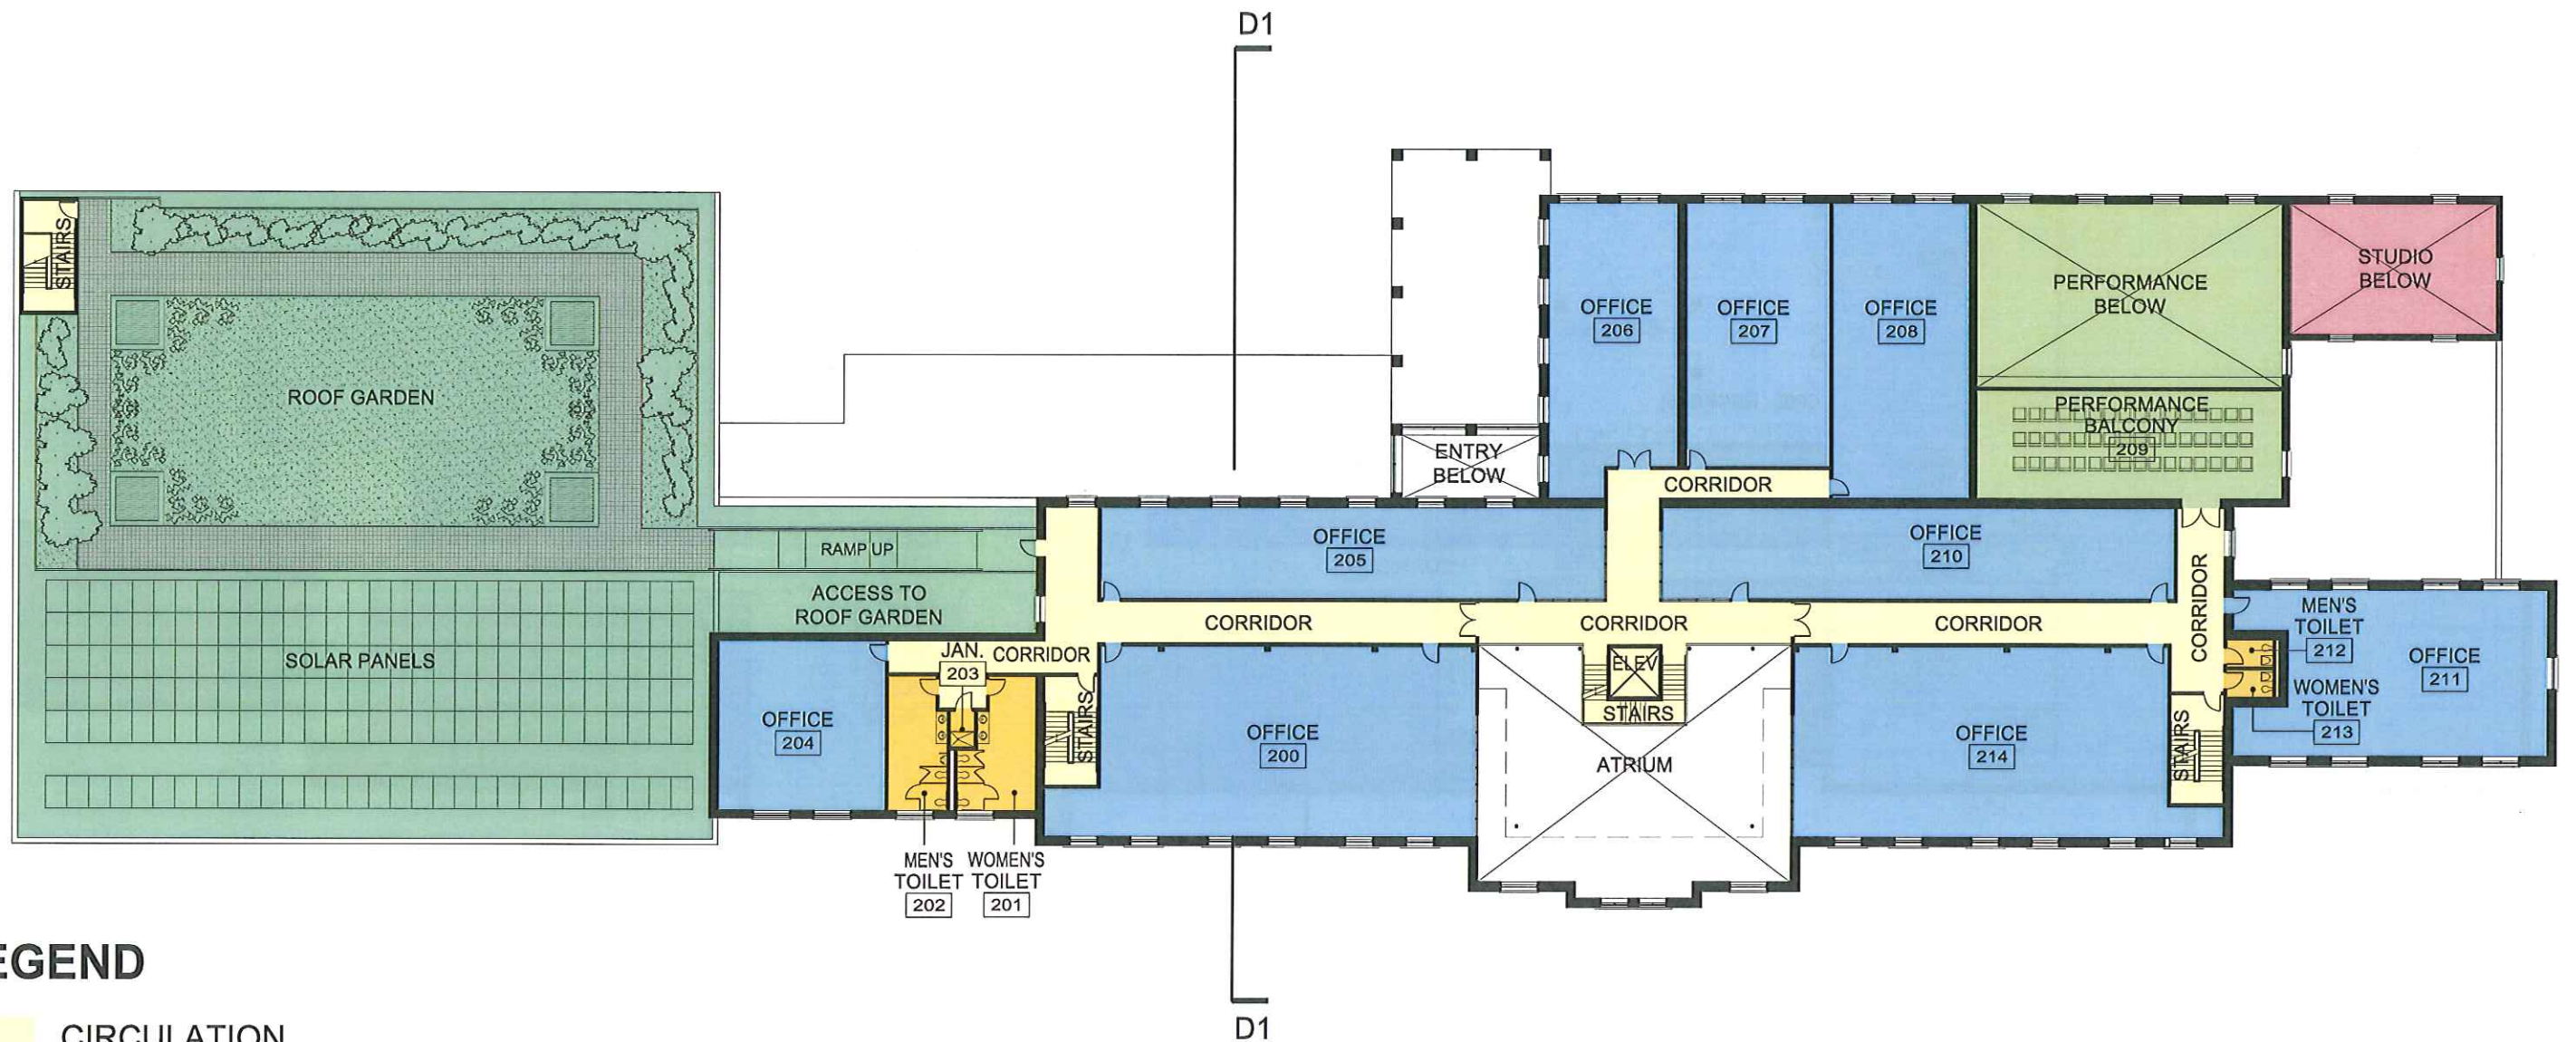 D1
STAIRS
ROOF GARDEN
RAMP UP
ACCESS TO
ROOF GARDEN
SOLAR PANELS
ENTRY
BELOW
OFFICE
206
OFFICE
207
OFFICE
208
PERFORMANCE
BELOW
STUDIO
BELOW
PERFORMANCE
BALCONY
209
CORRIDOR
OFFICE
205
OFFICE
210
CORRIDOR
CORRIDOR
CORRIDOR
CORRIDOR
MEN'S
TOILET
212
WOMEN'S
TOILET
213
OFFICE
211
JAN.
203
CORRIDOR
OFFICE
204
STAIRS
OFFICE
200
ELEV
STAIRS
ATRIUM
OFFICE
214
STAIRS
MEN'S
TOILET
202
WOMEN'S
TOILET
201
D1
EGEND
CIRCULATION